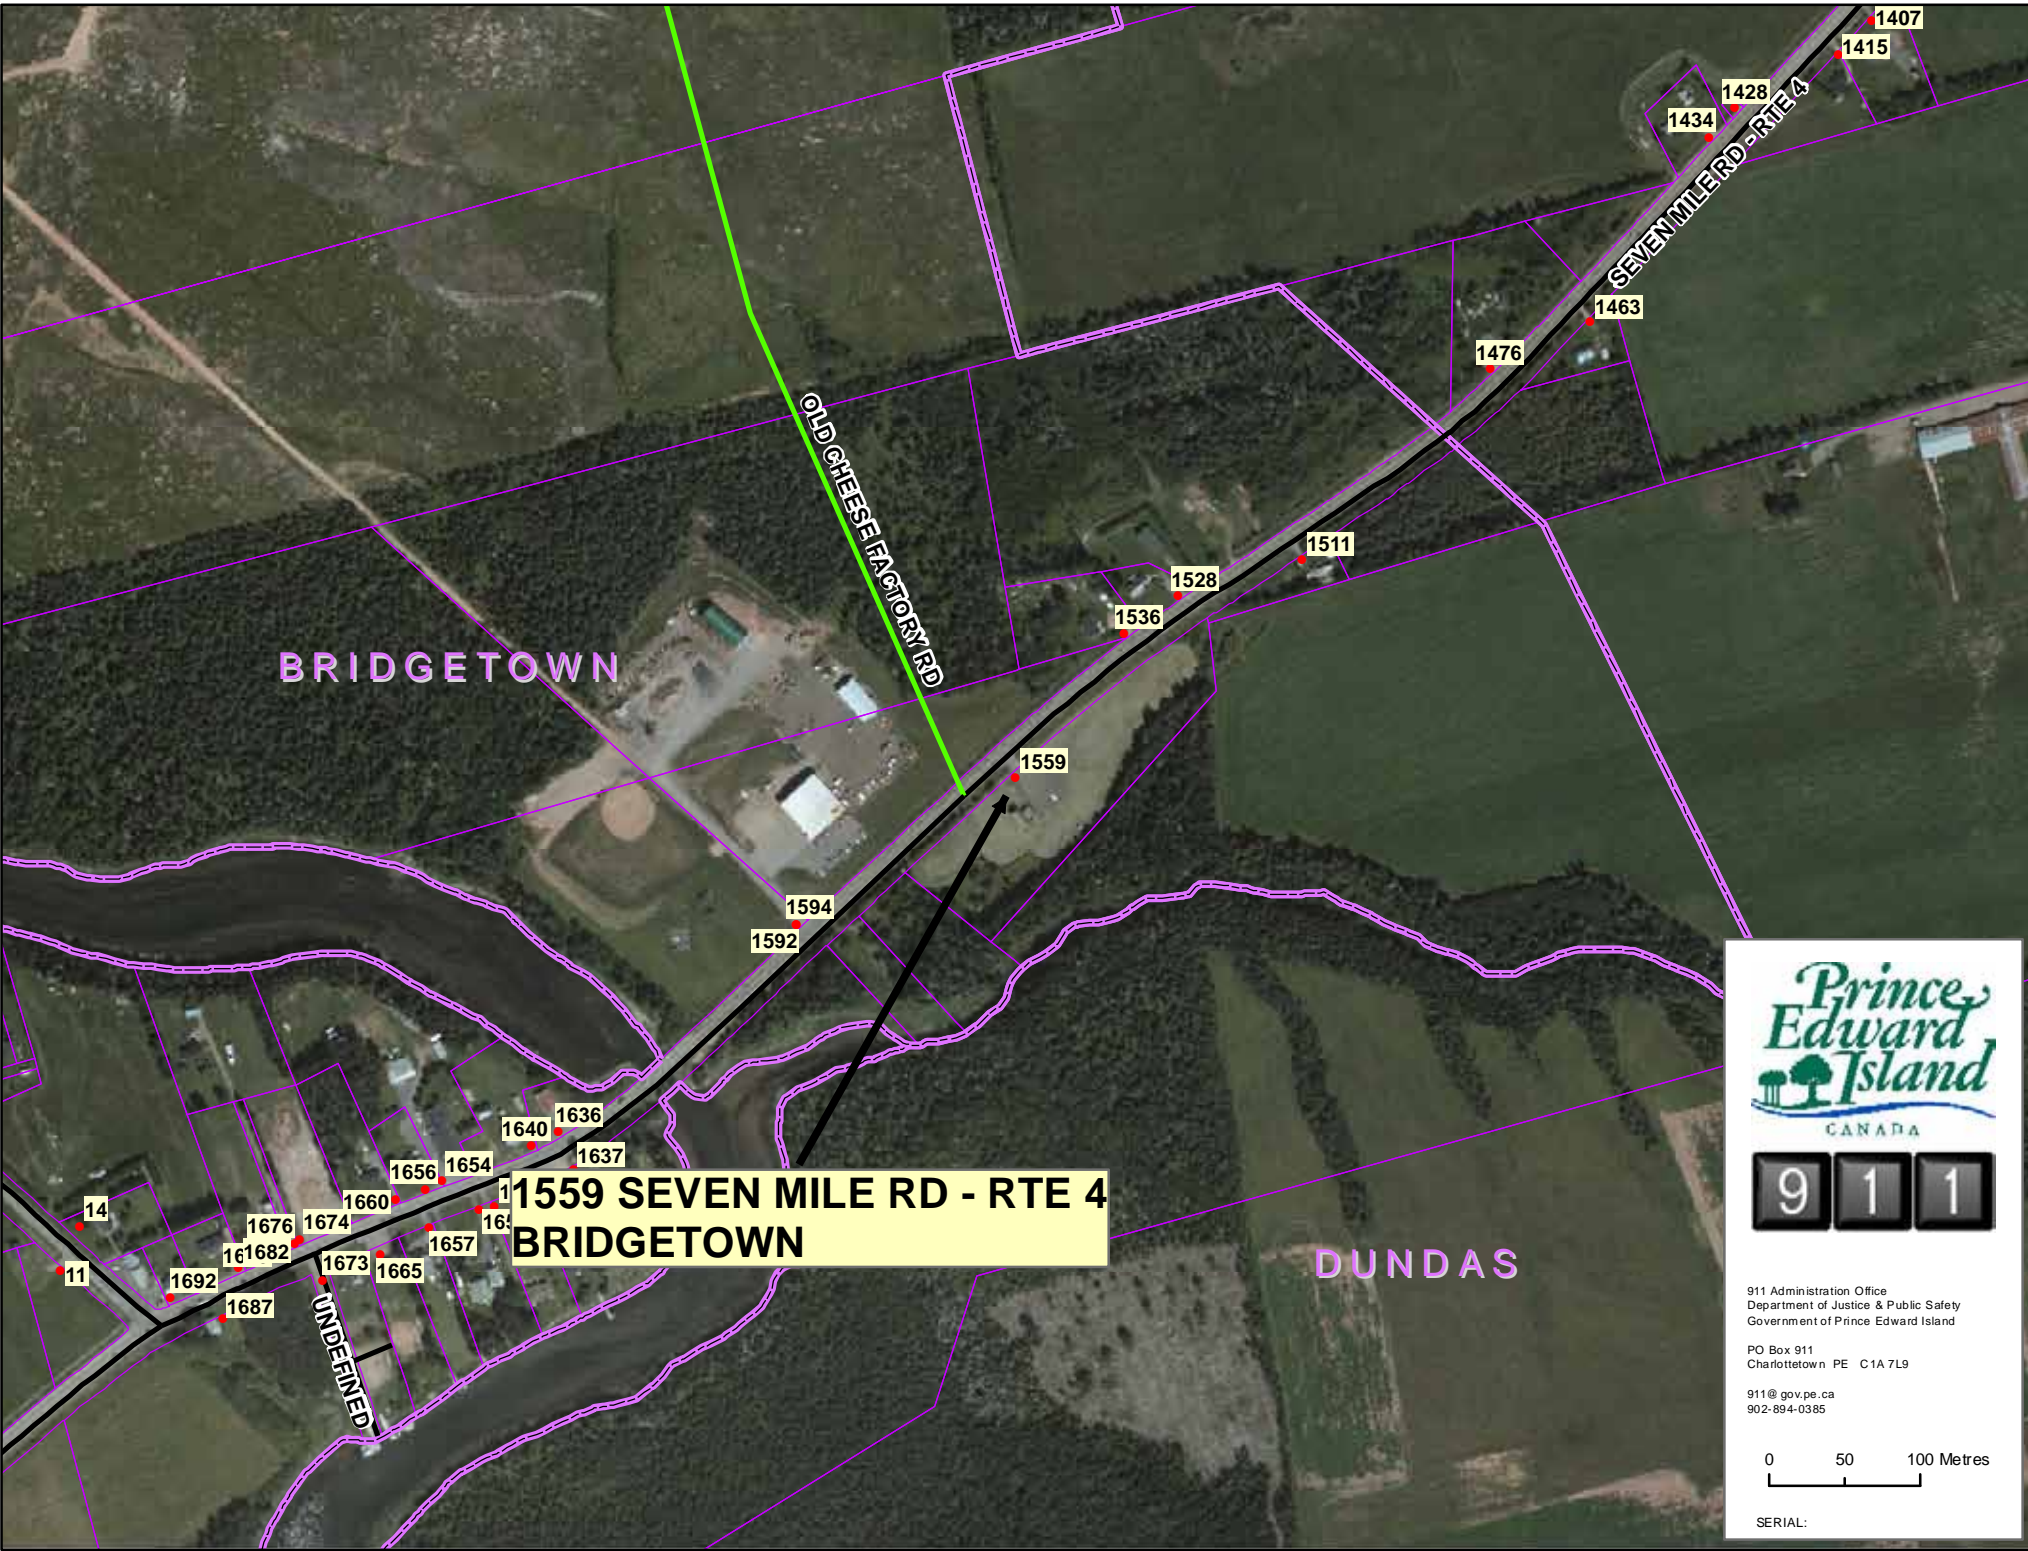 1407
1415
1428
1434
SEVEN MILE RD - RTE 4
1463
1476
OLD CHEESE FACTORY RD
1511
1528
1536
BRIDGETOWN
1559
1594
1592
1636
1640
1637
1654
1656
1660
1674
1676
1682
1657
1665
1673
1692
1687
14
11
UNDEFINED
1559 SEVEN MILE RD - RTE 4
BRIDGETOWN
DUNDAS
Prince
Edward
Island
CANADA
9 1 1
911 Administration Office
Department of Justice & Public Safety
Government of Prince Edward Island
PO Box 911
Charlottetown PE C1A 7L9
911@gov.pe.ca
902-894-0385
0 50 100 Metres
SERIAL: